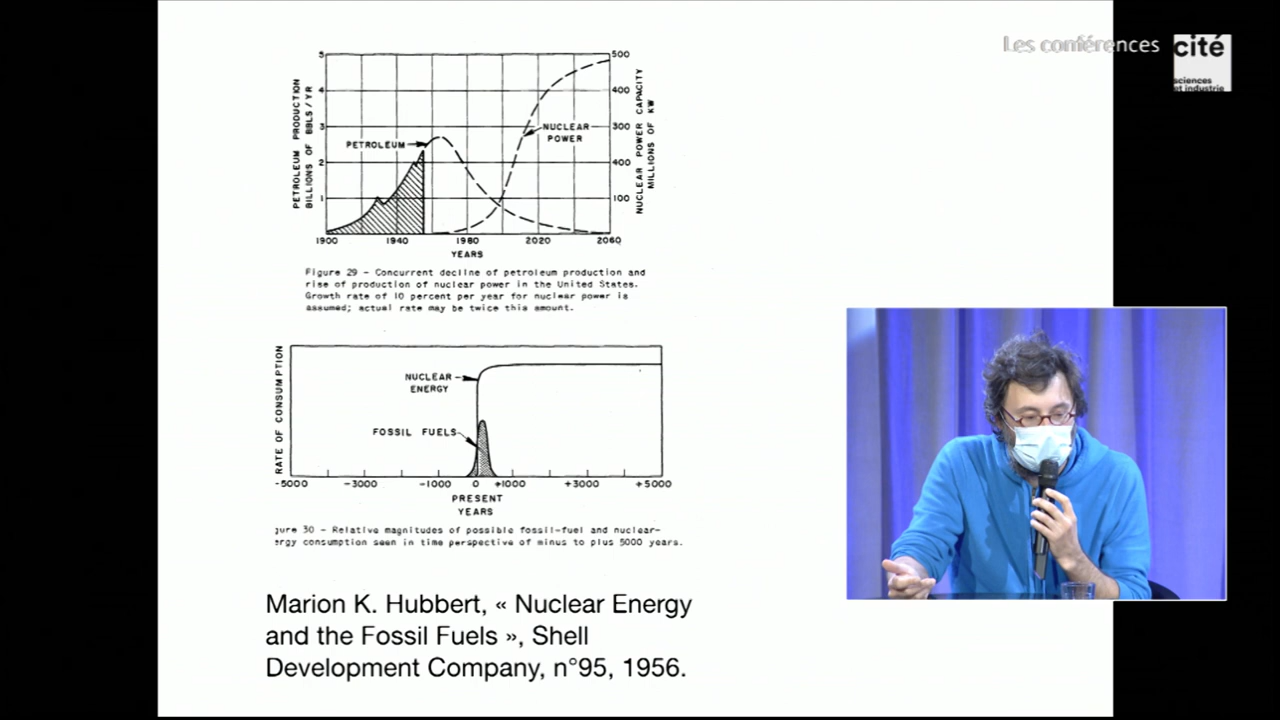 Les conférences
cité
sciences
et industrie
PETROLEUM PRODUCTION
BILLIONS OF BBLS / YR
5
4
3
2
1
500
400
300
400
100
NUCLEAR POWER CAPACITY
MILLIONS OF KW
PETROLEUM
NUCLEAR
POWER
1900 1940 1980 2020 2060
YEARS
Figure 29 - Concurrent decline of petroleum production and
rise of production of nuclear power in the United States.
Growth rate of 10 percent per year for nuclear power is
assumed; actual rate may be twice this amount.
RATE OF CONSUMPTION
NUCLEAR
ENERGY
FOSSIL FUELS
-5000 -3000 -1000 0 +1000 +3000 +5000
PRESENT
YEARS
gure 30 - Relative magnitudes of possible fossil-fuel and nuclear-
ergy consumption seen in time perspective of minus to plus 5000 years.
Marion K. Hubbert, « Nuclear Energy
and the Fossil Fuels », Shell
Development Company, n°95, 1956.